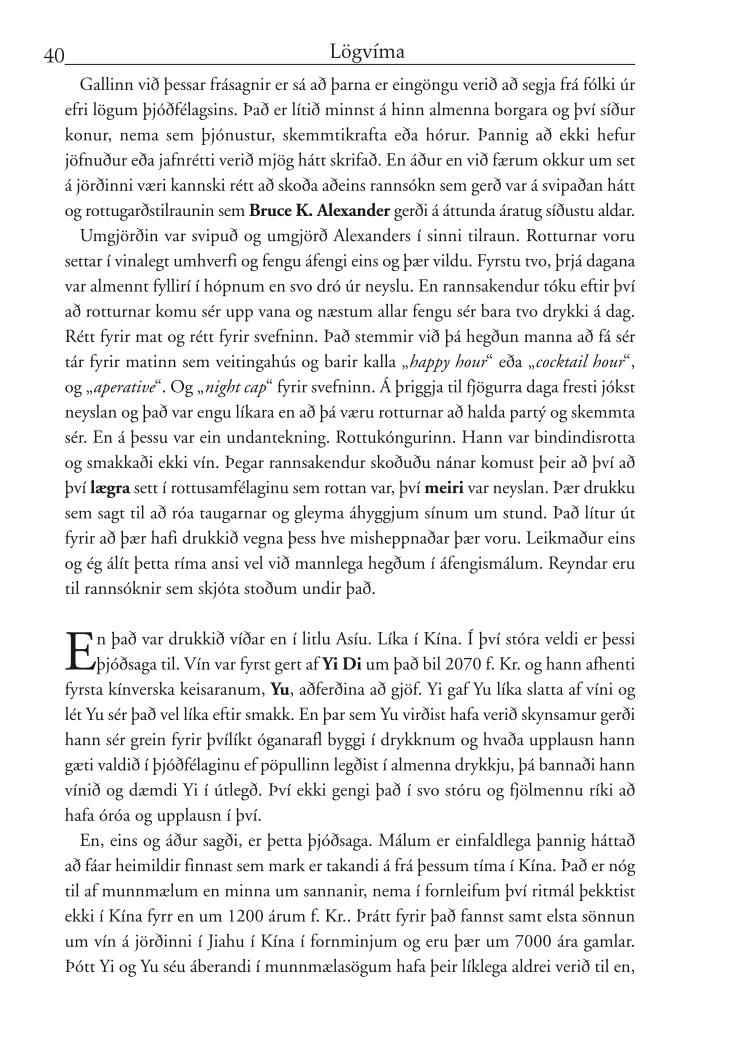 40
Lögvíma
Gallinn við þessar frásagnir er sá að þarna er eingöngu verið að segja frá fólki úr
efri lögum þjóðfélagsins. Það er lítið minnst á hinn almenna borgara og því síður
konur, nema sem þjónustur, skemmtikrafta eða hórur. Þannig að ekki hefur
jöfnuður eða jafnrétti verið mjög hátt skrifað. En áður en við færum okkur um set
á jörðinni væri kannski rétt að skoða aðeins rannsókn sem gerð var á svipaðan hátt
og rottugarðstilraunin sem Bruce K. Alexander gerði á áttunda áratug síðustu aldar.
Umgjörðin var svipuð og umgjörð Alexanders í sinni tilraun. Rotturnar voru
settar í vinalegt umhverfi og fengu áfengi eins og þær vildu. Fyrstu tvo, þrjá dagana
var almennt fyllirí í hópnum en svo dró úr neyslu. En rannsakendur tóku eftir því
að rotturnar komu sér upp vana og næstum allar fengu sér bara tvo drykki á dag.
Rétt fyrir mat og rétt fyrir svefninn. Það stemmir við þá hegðun manna að fá sér
tár fyrir matinn sem veitingahús og barir kalla „happy hour“ eða „cocktail hour“,
og „aperative“. Og „night cap“ fyrir svefninn. Á þriggja til fjögurra daga fresti jókst
neyslan og það var engu líkara en að þá væru rotturnar að halda partý og skemmta
sér. En á þessu var ein undantekning. Rottukóngurinn. Hann var bindindisrotta
og smakkaði ekki vín. Þegar rannsakendur skoðuðu nánar komust þeir að því að
því lægra sett í rottusamfélaginu sem rottan var, því meiri var neyslan. Þær drukku
sem sagt til að róa taugarnar og gleyma áhyggjum sínum um stund. Það lítur út
fyrir að þær hafi drukkið vegna þess hve misheppnaðar þær voru. Leikmaður eins
og ég álít þetta ríma ansi vel við mannlega hegðum í áfengismálum. Reyndar eru
til rannsóknir sem skjóta stoðum undir það.
En það var drukkið víðar en í litlu Asíu. Líka í Kína. Í því stóra veldi er þessi
þjóðsaga til. Vín var fyrst gert af Yi Di um það bil 2070 f. Kr. og hann afhenti
fyrsta kínverska keisaranum, Yu, aðferðina að gjöf. Yi gaf Yu líka slatta af víni og
lét Yu sér það vel líka eftir smakk. En þar sem Yu virðist hafa verið skynsamur gerði
hann sér grein fyrir þvílíkt óganarafl byggi í drykknum og hvaða upplausn hann
gæti valdið í þjóðfélaginu ef pöpullinn legðist í almenna drykkju, þá bannaði hann
vínið og dæmdi Yi í útlegð. Því ekki gengi það í svo stóru og fjölmennu ríki að
hafa óróa og upplausn í því.
En, eins og áður sagði, er þetta þjóðsaga. Málum er einfaldlega þannig háttað
að fáar heimildir finnast sem mark er takandi á frá þessum tíma í Kína. Það er nóg
til af munnmælum en minna um sannanir, nema í fornleifum því ritmál þekktist
ekki í Kína fyrr en um 1200 árum f. Kr.. Þrátt fyrir það fannst samt elsta sönnun
um vín á jörðinni í Jiahu í Kína í fornminjum og eru þær um 7000 ára gamlar.
Þótt Yi og Yu séu áberandi í munnmælasögum hafa þeir líklega aldrei verið til en,